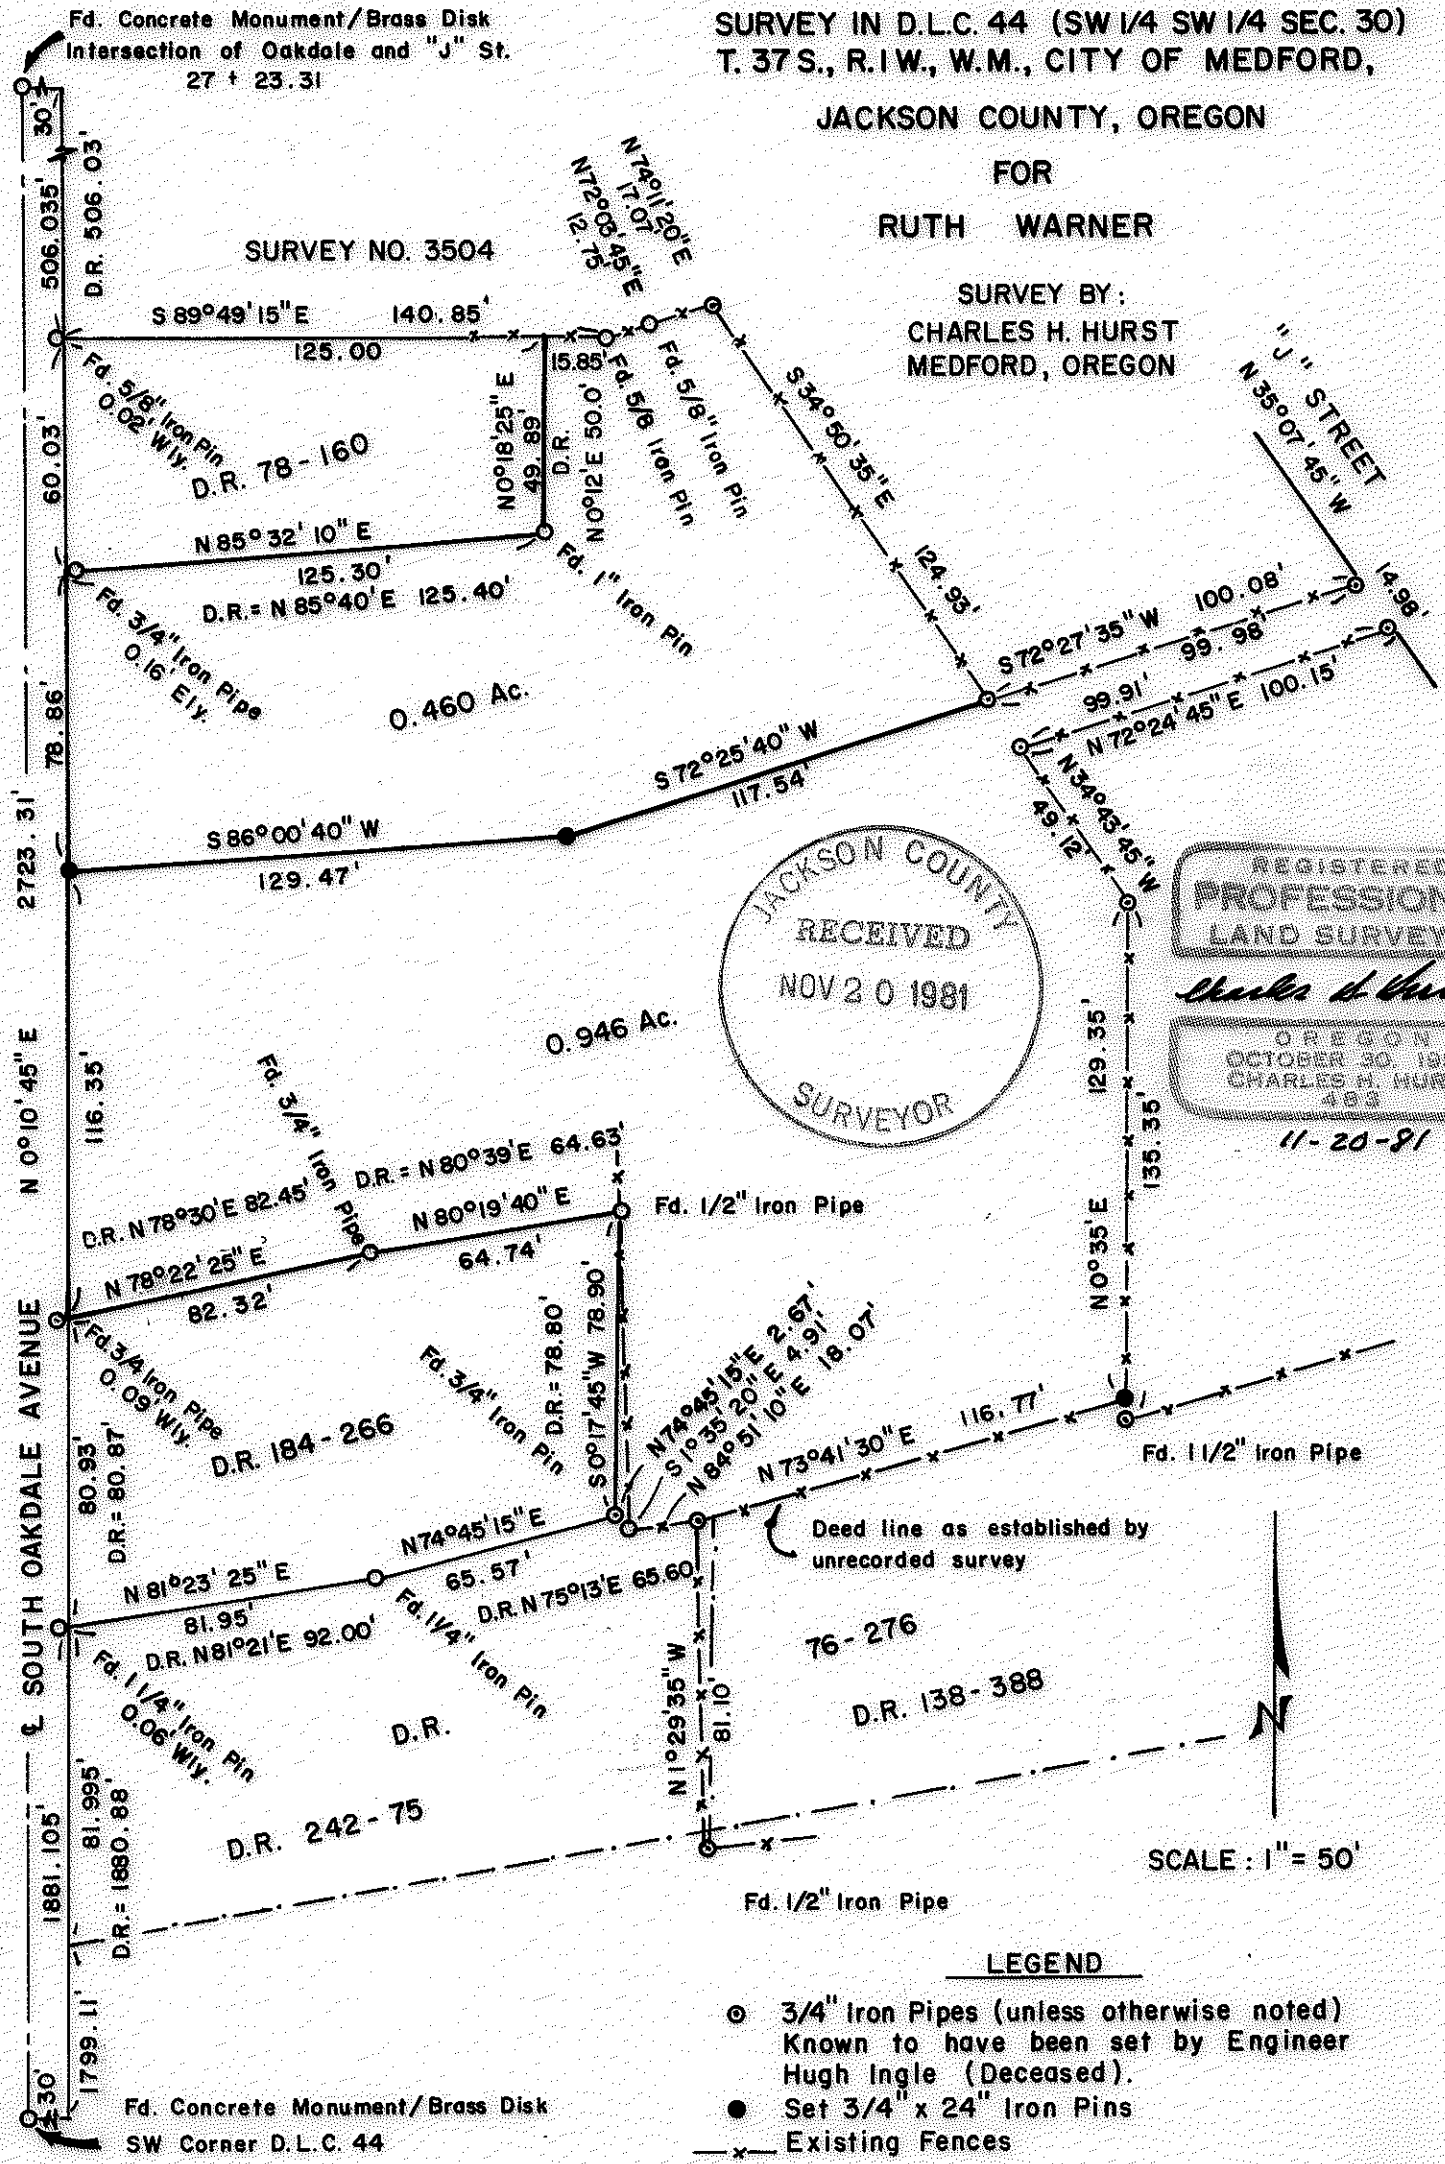 Fd. Concrete Monument/Brass Disk
Intersection of Oakdale and "J" St.
27 + 23.31
SURVEY IN D.L.C. 44 (SW 1/4 SW 1/4 SEC. 30)
T. 37 S., R. 1 W., W.M., CITY OF MEDFORD,
JACKSON COUNTY, OREGON
FOR
RUTH WARNER
SURVEY BY:
CHARLES H. HURST
MEDFORD, OREGON
30'
506.035'
D.R. 506.03'
SURVEY NO. 3504
N72°03'45"E
12.75'
N 74°11'20"E
17.07'
S 89°49'15"E 140.85'
125.00
15.85'
Fd. 5/8" Iron Pin
0.02' Wly.
D.R. 78-160
60.03'
N0°18'25" E
49.89'
D.R.
N0°12'E 50.0'
Fd. 5/8 Iron Pin
Fd. 5/8" Iron Pin
S 34°50'35"E
124.93'
"J" STREET
N 35°07'45" W
14.98'
N 85°32'10" E
125.30'
D.R. = N 85°40'E 125.40'
Fd. 1" Iron Pin
Fd. 3/4" Iron Pipe
0.16' Ely.
78.86'
0.460 Ac.
S 72°27'35" W 100.08'
99.98'
99.91'
N 72°24'45" E 100.15'
S 72°25'40" W
117.54'
N 34°43'45" W
49.12'
S 86°00'40" W
129.47'
2723.31'
N 0°10'45" E
116.35'
JACKSON COUNTY
RECEIVED
NOV 20 1981
SURVEYOR
REGISTERED
PROFESSION
LAND SURVEY
OREGON
OCTOBER 30, 19
CHARLES H. HUR
483
11-20-81
0.946 Ac.
129.35'
135.35'
N 0°35' E
Fd. 3/4" Iron Pipe
D.R. = N 80°39'E 64.63'
D.R. N 78°30'E 82.45'
N 80°19'40" E
64.74'
Fd. 1/2" Iron Pipe
N 78°22'25" E
82.32'
Fd. 3/4 Iron Pipe
0.09' Wly.
Fd. 3/4" Iron Pin
D.R. = 78.80'
S 0°17'45" W 78.90'
N74°45'15"E 2.67'
S 1°35'20" E 4.91'
N 84°51'10" E 18.07'
N 73°41'30" E 116.77'
Fd. 1 1/2" Iron Pipe
Deed line as established by
unrecorded survey
D.R. 184-266
80.93'
D.R. = 80.87'
N74°45'15" E
65.57'
D.R. N 75°13'E 65.60
N 81°23'25" E
81.95'
D.R. N81°21'E 92.00'
Fd. 1 1/4" Iron Pin
Fd. 1 1/4" Iron Pin
0.06' Wly.
76-276
D.R. 138-388
N 1°29'35" W
81.10'
D.R.
D.R. 242-75
℄ SOUTH OAKDALE AVENUE
1881.105'
81.995'
D.R. = 1880.88'
N
SCALE : 1" = 50'
Fd. 1/2" Iron Pipe
1799.11'
30'
Fd. Concrete Monument/Brass Disk
SW Corner D.L.C. 44
LEGEND
3/4" Iron Pipes (unless otherwise noted)
Known to have been set by Engineer
Hugh Ingle (Deceased).
Set 3/4" x 24" Iron Pins
Existing Fences